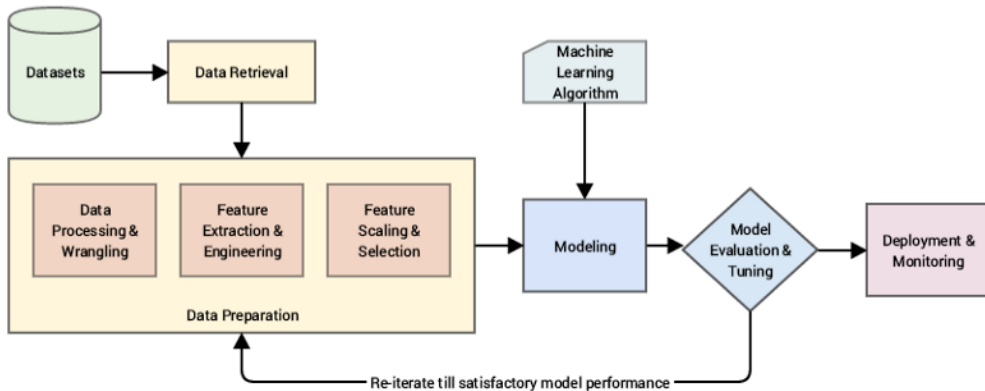 Datasets
Data Retrieval
Machine
Learning
Algorithm
Data
Processing &
Wrangling
Feature
Extraction &
Engineering
Feature
Scaling &
Selection
Data Preparation
Modeling
Model
Evaluation &
Tuning
Deployment &
Monitoring
Re-iterate till satisfactory model performance